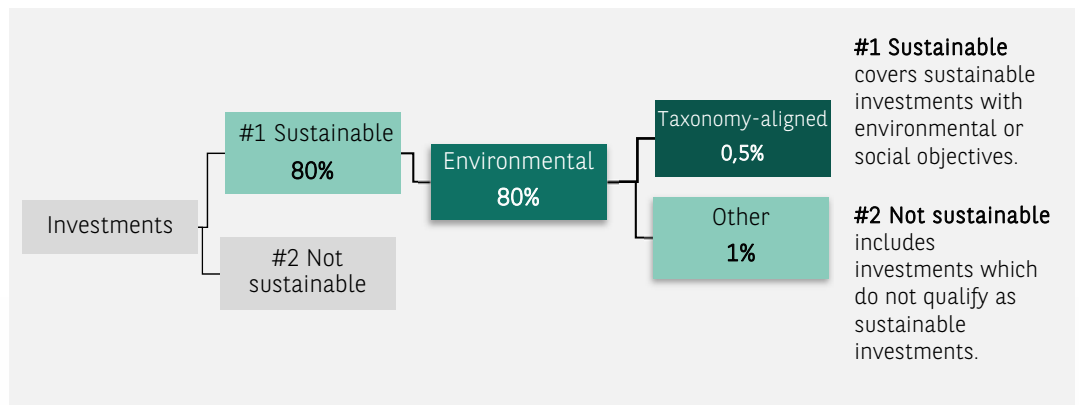 Investments
#1 Sustainable
80%
#2 Not
sustainable
Environmental
80%
Taxonomy-aligned
0,5%
Other
1%
#1 Sustainable
covers sustainable
investments with
environmental or
social objectives.
#2 Not sustainable
includes
investments which
do not qualify as
sustainable
investments.